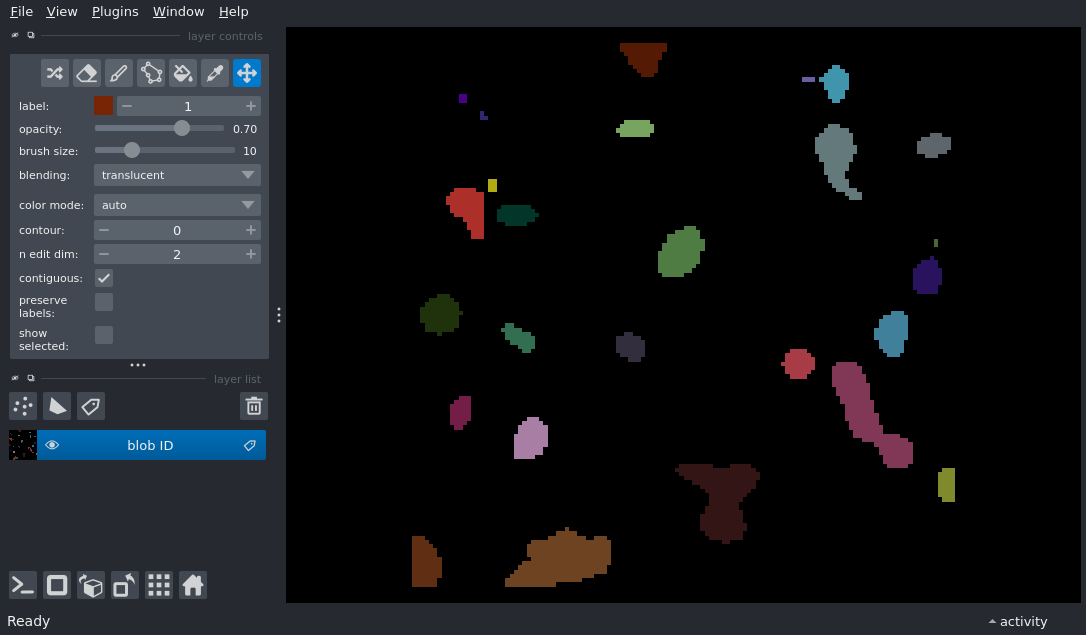 File View Plugins Window Help
layer controls
label: 1
opacity: 0.70
brush size: 10
blending: translucent
color mode: auto
contour: 0
n edit dim: 2
contiguous:
preserve
labels:
show
selected:
layer list
blob ID
Ready
activity